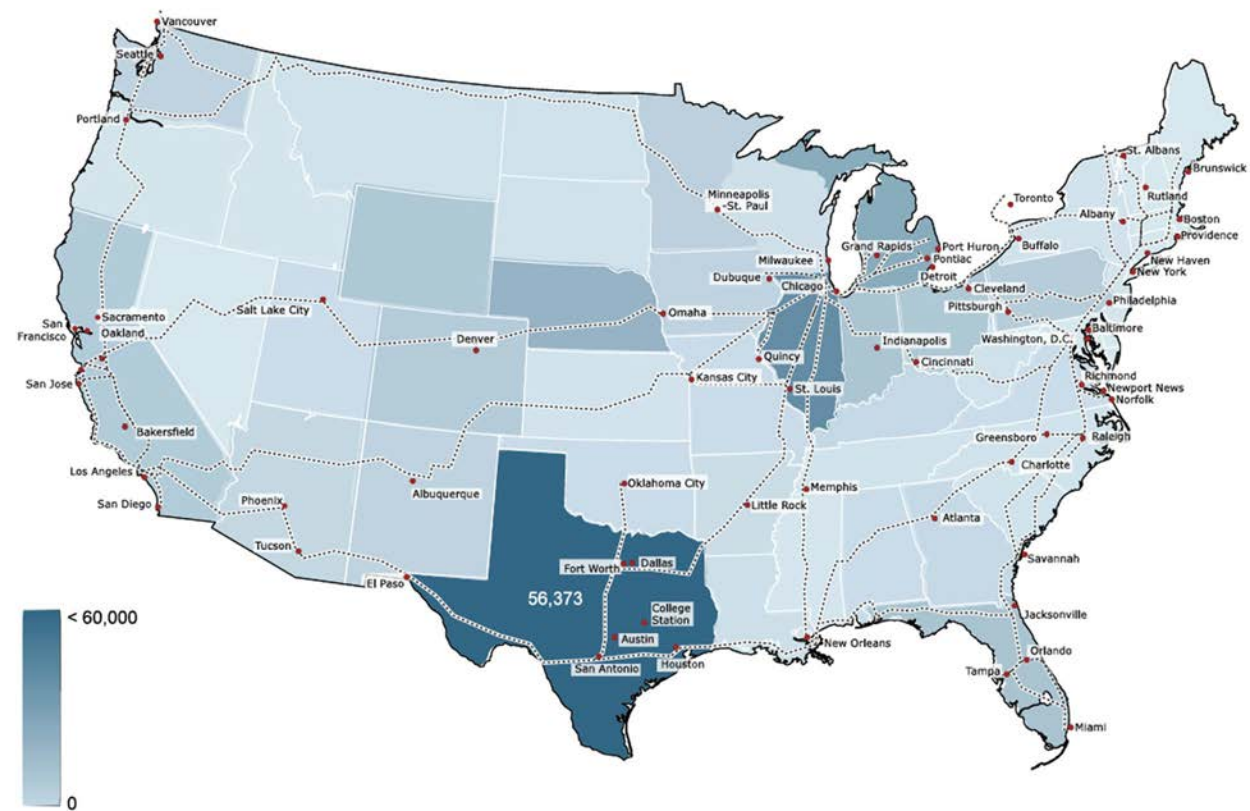 Vancouver
Seattle
Portland
Sacramento
San
Francisco
Oakland
San Jose
Bakersfield
Los Angeles
San Diego
Salt Lake City
Denver
Phoenix
Tucson
Albuquerque
El Paso
Minneapolis
St. Paul
Milwaukee
Dubuque
Chicago
Omaha
Quincy
Kansas City
St. Louis
Grand Rapids
Port Huron
Pontiac
Detroit
Indianapolis
Cincinnati
Cleveland
Pittsburgh
Toronto
Buffalo
Albany
St. Albans
Brunswick
Rutland
Boston
Providence
New Haven
New York
Philadelphia
Baltimore
Washington, D.C.
Richmond
Newport News
Norfolk
Greensboro
Raleigh
Charlotte
Oklahoma City
Little Rock
Memphis
Atlanta
Savannah
Fort Worth
Dallas
56,373
College
Station
Austin
San Antonio
Houston
New Orleans
Jacksonville
Orlando
Tampa
Miami
< 60,000
0